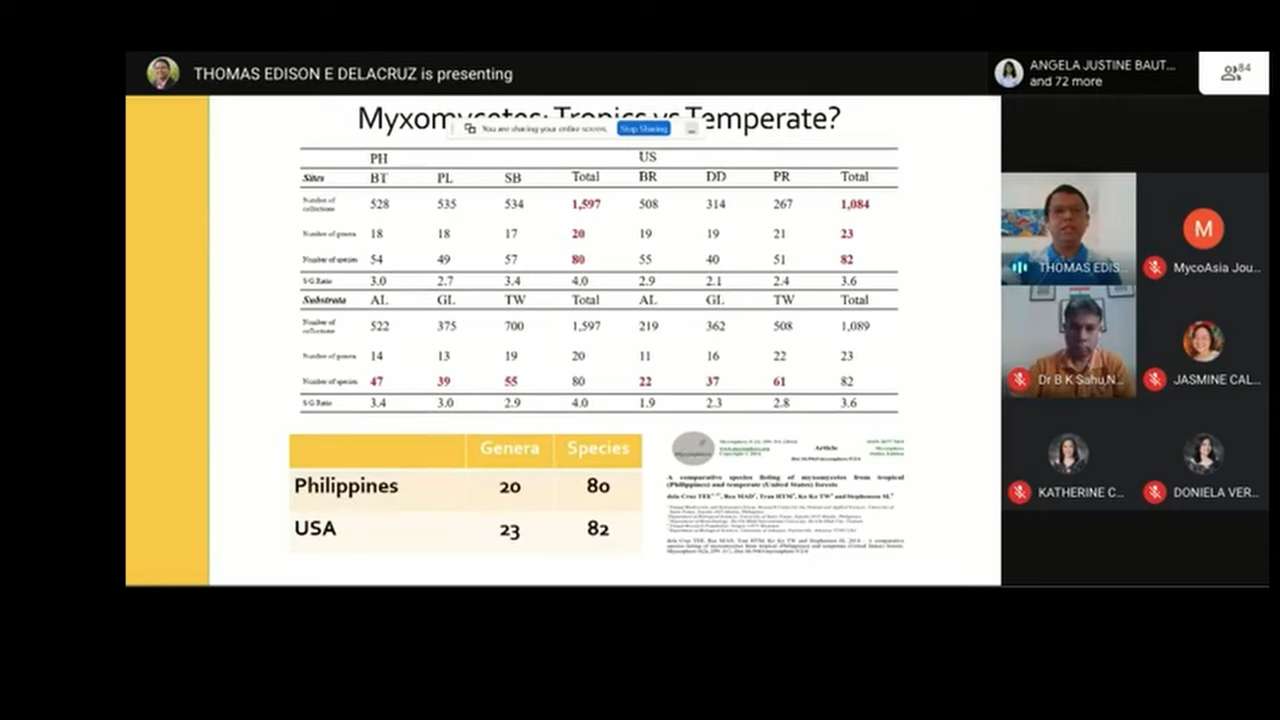 THOMAS EDISON E DELACRUZ is presenting
ANGELA JUSTINE BAUT...
and 72 more
84
Myxomycetes: Tropics vs Temperate?
You are sharing your entire screen.
Stop Sharing
PH US
Sites BT PL SB Total BR DD PR Total
Number of collections 528 535 534 1,597 508 314 267 1,084
Number of genera 18 18 17 20 19 19 21 23
Number of species 54 49 57 80 55 40 51 82
S/G Ratio 3.0 2.7 3.4 4.0 2.9 2.1 2.4 3.6
Substrata AL GL TW Total AL GL TW Total
Number of collections 522 375 700 1,597 219 362 508 1,089
Number of genera 14 13 19 20 11 16 22 23
Number of species 47 39 55 80 22 37 61 82
S/G Ratio 3.4 3.0 2.9 4.0 1.9 2.3 2.8 3.6
Genera Species
Philippines 20 80
USA 23 82
Article
A comparative species listing of myxomycetes from tropical
(Philippines) and temperate (United States) forests
THOMAS EDIS...
M
MycoAsia Jou...
Dr B K Sahu,N...
JASMINE CAL...
KATHERINE C...
DONIELA VER...